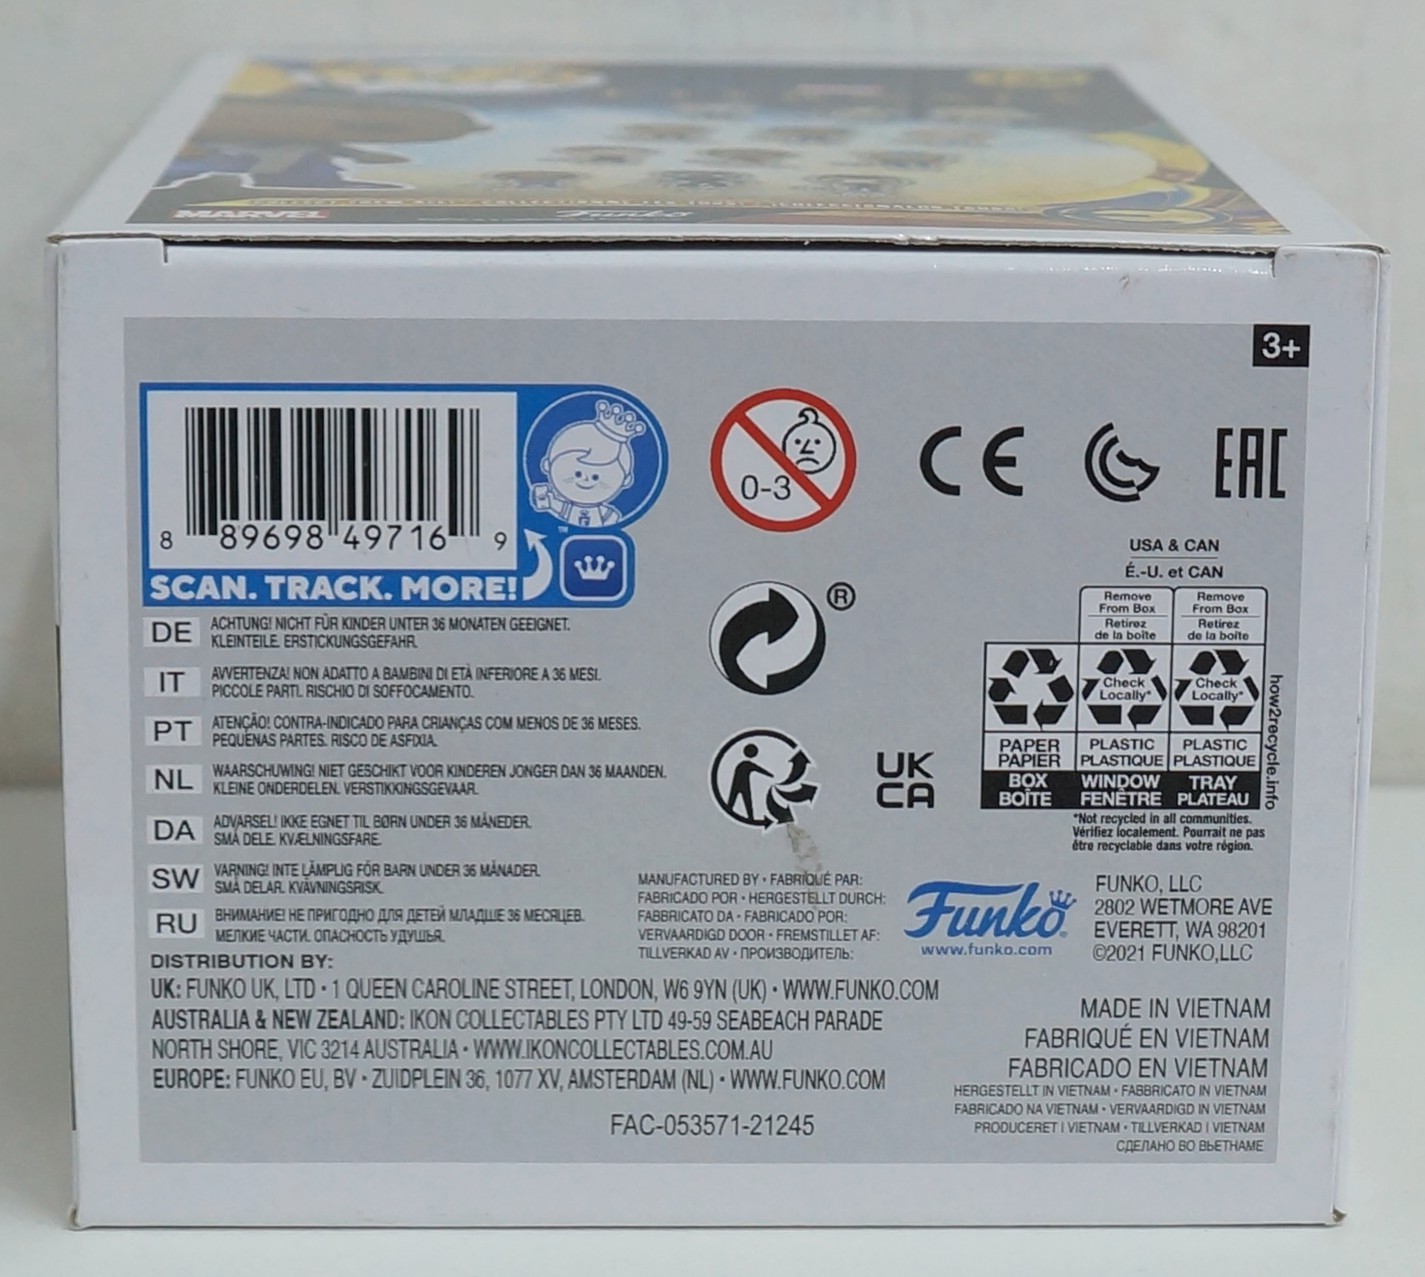 MARVEL
Funko
3+
8 89698 49716 9
SCAN. TRACK. MORE!
™
0-3
CE
EAC
USA & CAN
É.-U. et CAN
Remove From Box
Retirez de la boîte
Remove From Box
Retirez de la boîte
Check Locally*
Check Locally*
PAPER PAPIER
PLASTIC PLASTIQUE
PLASTIC PLASTIQUE
BOX BOÎTE
WINDOW FENÊTRE
TRAY PLATEAU
how2recycle.info
*Not recycled in all communities.
Vérifiez localement. Pourrait ne pas
être recyclable dans votre région.
®
UK
CA
DE ACHTUNG! NICHT FÜR KINDER UNTER 36 MONATEN GEEIGNET.
KLEINTEILE. ERSTICKUNGSGEFAHR.
IT AVVERTENZA! NON ADATTO A BAMBINI DI ETÀ INFERIORE A 36 MESI.
PICCOLE PARTI. RISCHIO DI SOFFOCAMENTO.
PT ATENÇÃO! CONTRA-INDICADO PARA CRIANÇAS COM MENOS DE 36 MESES.
PEQUENAS PARTES. RISCO DE ASFIXIA.
NL WAARSCHUWING! NIET GESCHIKT VOOR KINDEREN JONGER DAN 36 MAANDEN.
KLEINE ONDERDELEN. VERSTIKKINGSGEVAAR.
DA ADVARSEL! IKKE EGNET TIL BØRN UNDER 36 MÅNEDER.
SMÅ DELE. KVÆLNINGSFARE.
SW VARNING! INTE LÄMPLIG FÖR BARN UNDER 36 MÅNADER.
SMÅ DELAR. KVÄVNINGSRISK.
RU ВНИМАНИЕ! НЕ ПРИГОДНО ДЛЯ ДЕТЕЙ МЛАДШЕ 36 МЕСЯЦЕВ.
МЕЛКИЕ ЧАСТИ. ОПАСНОСТЬ УДУШЬЯ.
MANUFACTURED BY • FABRIQUÉ PAR:
FABRICADO POR • HERGESTELLT DURCH:
FABBRICATO DA • FABRICADO POR:
VERVAARDIGD DOOR • FREMSTILLET AF:
TILLVERKAD AV • ПРОИЗВОДИТЕЛЬ:
Funko
www.funko.com
FUNKO, LLC
2802 WETMORE AVE
EVERETT, WA 98201
©2021 FUNKO,LLC
DISTRIBUTION BY:
UK: FUNKO UK, LTD • 1 QUEEN CAROLINE STREET, LONDON, W6 9YN (UK) • WWW.FUNKO.COM
AUSTRALIA & NEW ZEALAND: IKON COLLECTABLES PTY LTD 49-59 SEABEACH PARADE
NORTH SHORE, VIC 3214 AUSTRALIA • WWW.IKONCOLLECTABLES.COM.AU
EUROPE: FUNKO EU, BV • ZUIDPLEIN 36, 1077 XV, AMSTERDAM (NL) • WWW.FUNKO.COM
FAC-053571-21245
MADE IN VIETNAM
FABRIQUÉ EN VIETNAM
FABRICADO EN VIETNAM
HERGESTELLT IN VIETNAM • FABBRICATO IN VIETNAM
FABRICADO NA VIETNAM • VERVAARDIGD IN VIETNAM
PRODUCERET I VIETNAM • TILLVERKAD I VIETNAM
СДЕЛАНО ВО ВЬЕТНАМЕ